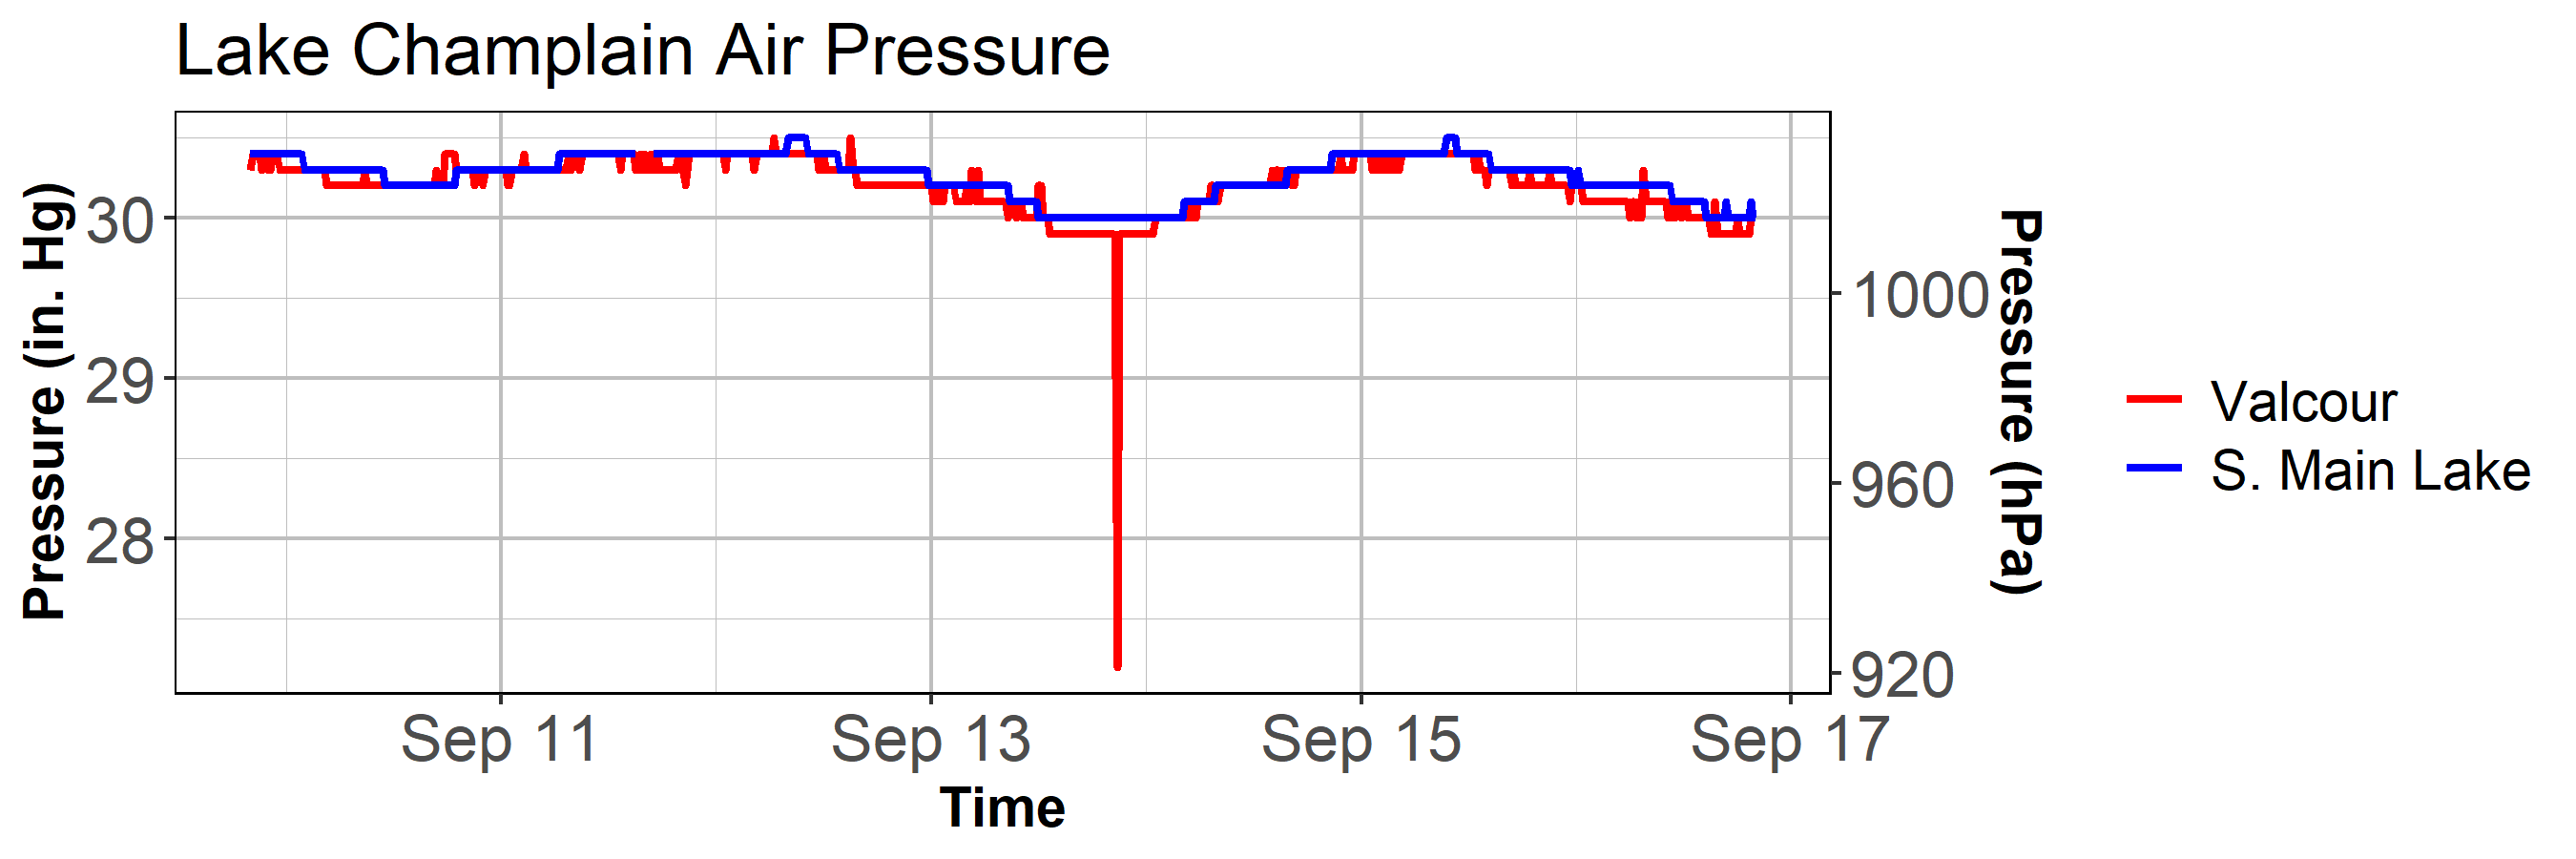 Lake Champlain Air Pressure
Pressure (in. Hg)
30
29
28
1000
960
920
Pressure (hPa)
Sep 11
Sep 13
Sep 15
Sep 17
Time
Valcour
S. Main Lake